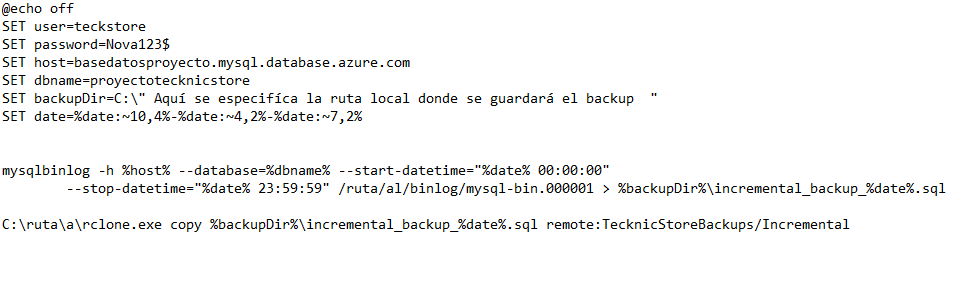 @echo off
SET user=teckstore
SET password=Nova123$
SET host=basedatosproyecto.mysql.database.azure.com
SET dbname=proyectotecknicstore
SET backupDir=C:\" Aquí se específíca la ruta local donde se guardará el backup  "
SET date=%date:~10,4%-%date:~4,2%-%date:~7,2%
mysqlbinlog -h %host% --database=%dbname% --start-datetime="%date% 00:00:00"
--stop-datetime="%date% 23:59:59" /ruta/al/binlog/mysql-bin.000001 > %backupDir%\incremental_backup_%date%.sql
C:\ruta\a\rclone.exe copy %backupDir%\incremental_backup_%date%.sql remote:TecknicStoreBackups/Incremental